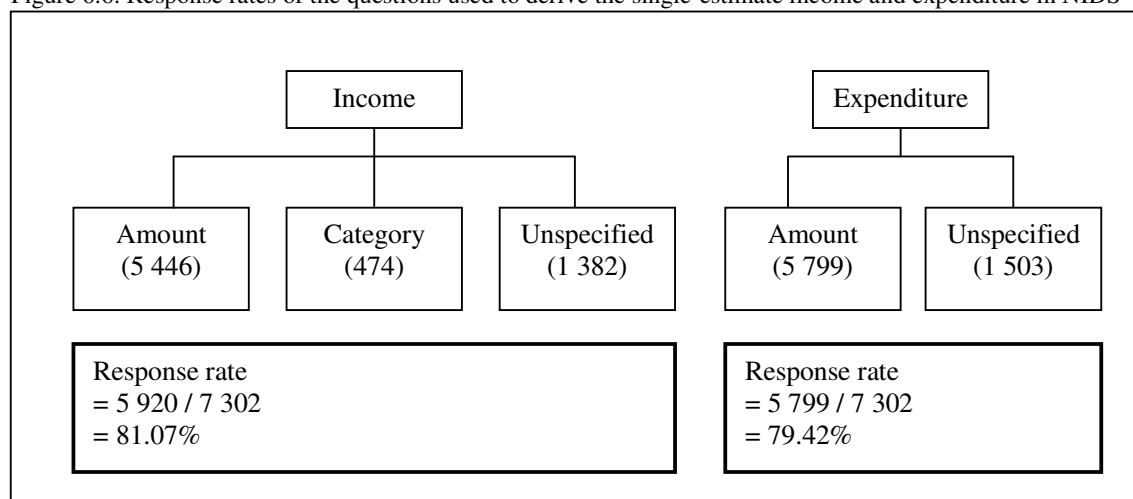 Figure 6.6: Response rates of the questions used to derive the single-estimate income and expenditure in NIDS
Income
Expenditure
Amount
(5 446)
Category
(474)
Unspecified
(1 382)
Amount
(5 799)
Unspecified
(1 503)
Response rate
= 5 920 / 7 302
= 81.07%
Response rate
= 5 799 / 7 302
= 79.42%